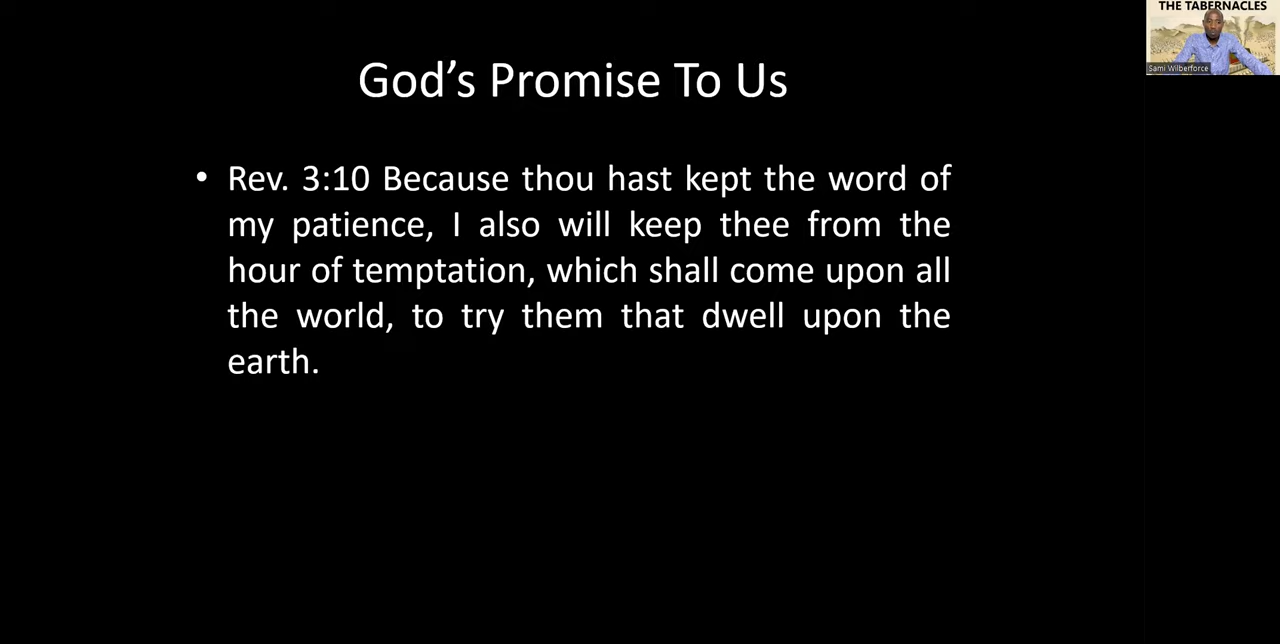 THE TABERNACLES
Sami Wilberforce
God's Promise To Us
• Rev. 3:10 Because thou hast kept the word of
my patience, I also will keep thee from the
hour of temptation, which shall come upon all
the world, to try them that dwell upon the
earth.